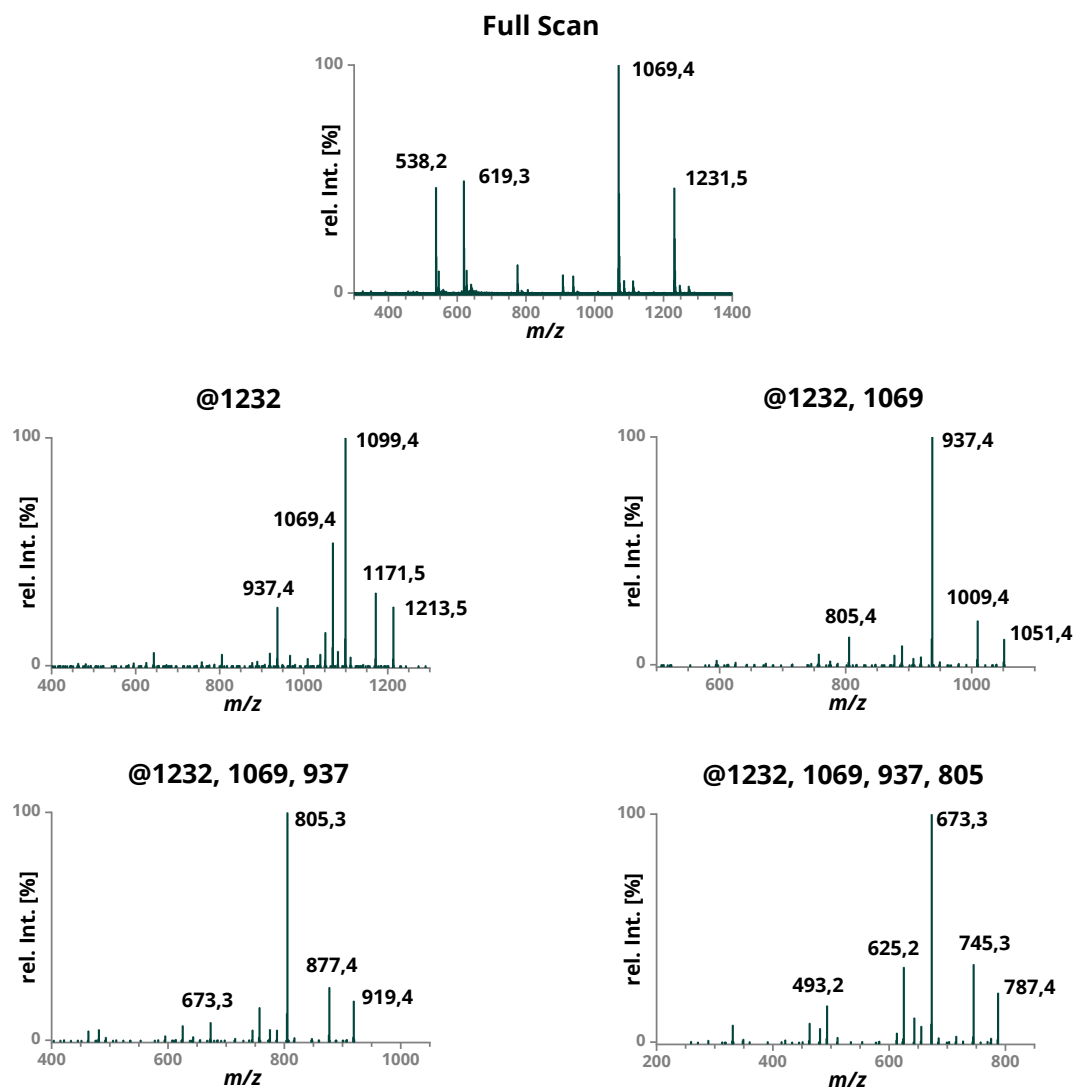 Full Scan
100
1069,4
538,2
619,3
1231,5
rel. Int. [%]
0
400 600 800 1000 1200 1400
m/z
@1232
100
1099,4
1069,4
1171,5
937,4
1213,5
rel. Int. [%]
0
400 600 800 1000 1200
m/z
@1232, 1069
100
937,4
1009,4
805,4
1051,4
rel. Int. [%]
0
600 800 1000
m/z
@1232, 1069, 937
100
805,3
877,4
673,3
919,4
rel. Int. [%]
0
400 600 800 1000
m/z
@1232, 1069, 937, 805
100
673,3
625,2
745,3
493,2
787,4
rel. Int. [%]
0
200 400 600 800
m/z